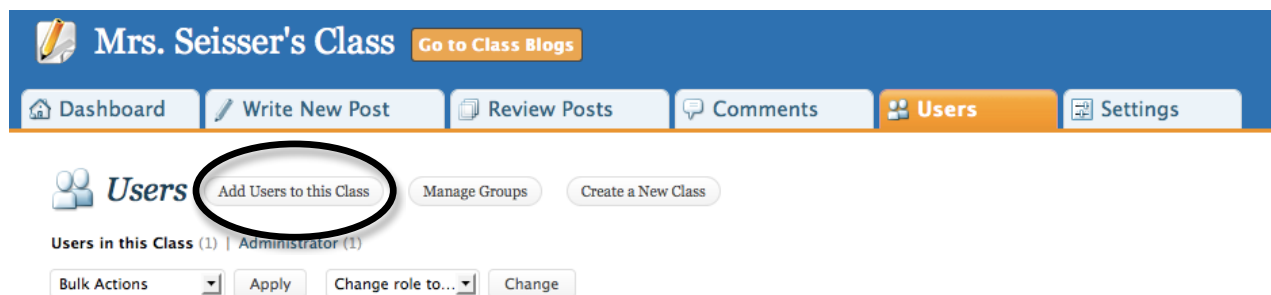 Mrs. Seisser's Class Go to Class Blogs
Dashboard Write New Post Review Posts Comments Users Settings
Users Add Users to this Class Manage Groups Create a New Class
Users in this Class (1) | Administrator (1)
Bulk Actions Apply Change role to... Change